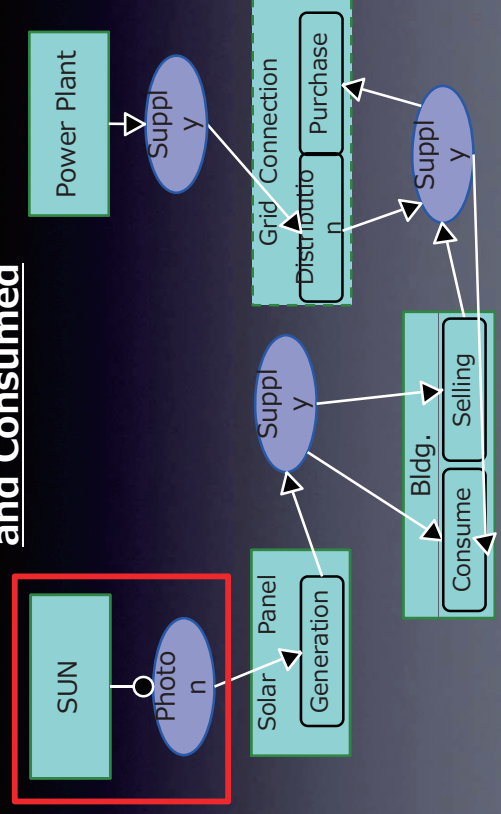 and Consumed
SUN
Photo
n
Solar Panel
Generation
Suppl
y
Power Plant
Suppl
y
Grid Connection
Distributio
n
Purchase
Bldg.
Consume
Selling
Suppl
y